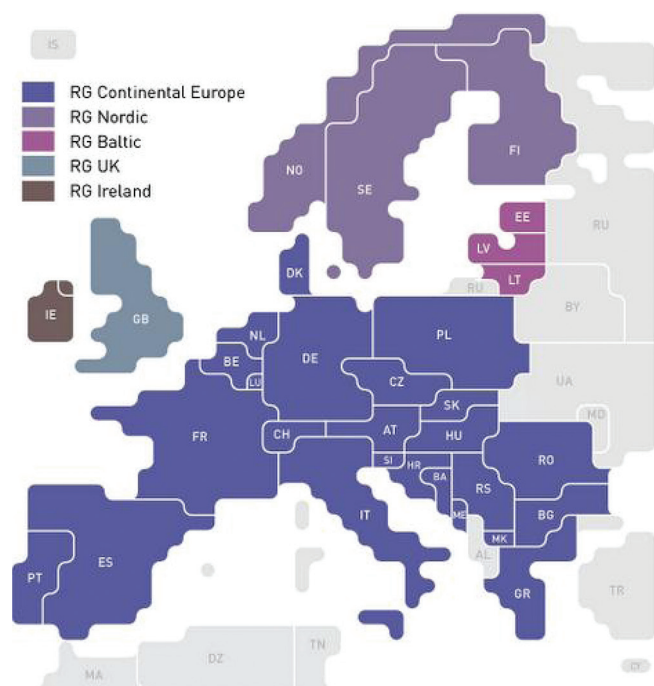 IS
RG Continental Europe
RG Nordic
RG Baltic
RG UK
RG Ireland
NO
SE
FI
RU
EE
LV
LT
RU
BY
DK
IE
GB
NL
BE
LU
DE
PL
CZ
SK
UA
MD
FR
CH
AT
HU
SI
HR
BA
RS
RO
ME
MK
BG
IT
AL
PT
ES
GR
TR
MA
DZ
TN
CY